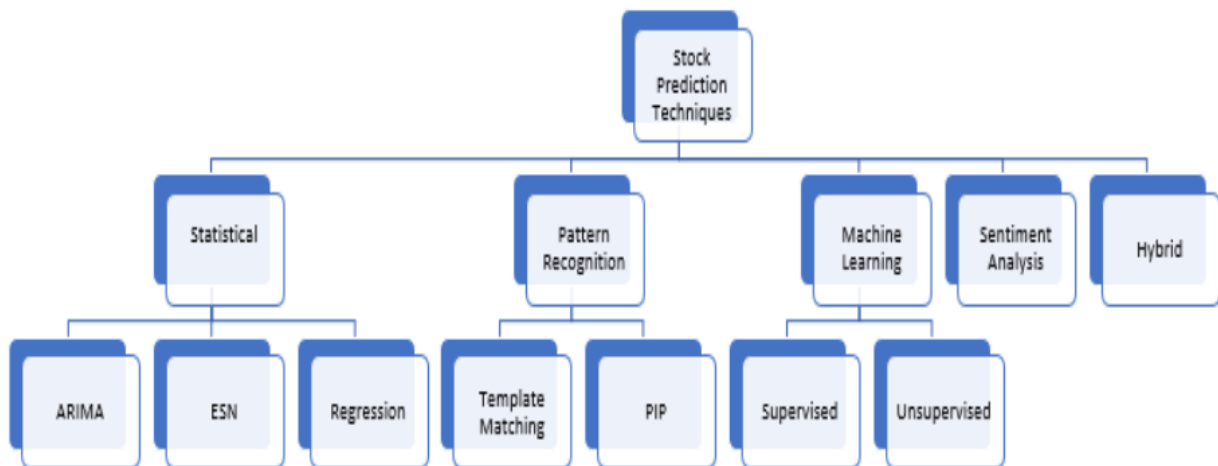 Stock
Prediction
Techniques
Statistical
Pattern
Recognition
Machine
Learning
Sentiment
Analysis
Hybrid
ARIMA
ESN
Regression
Template
Matching
PIP
Supervised
Unsupervised